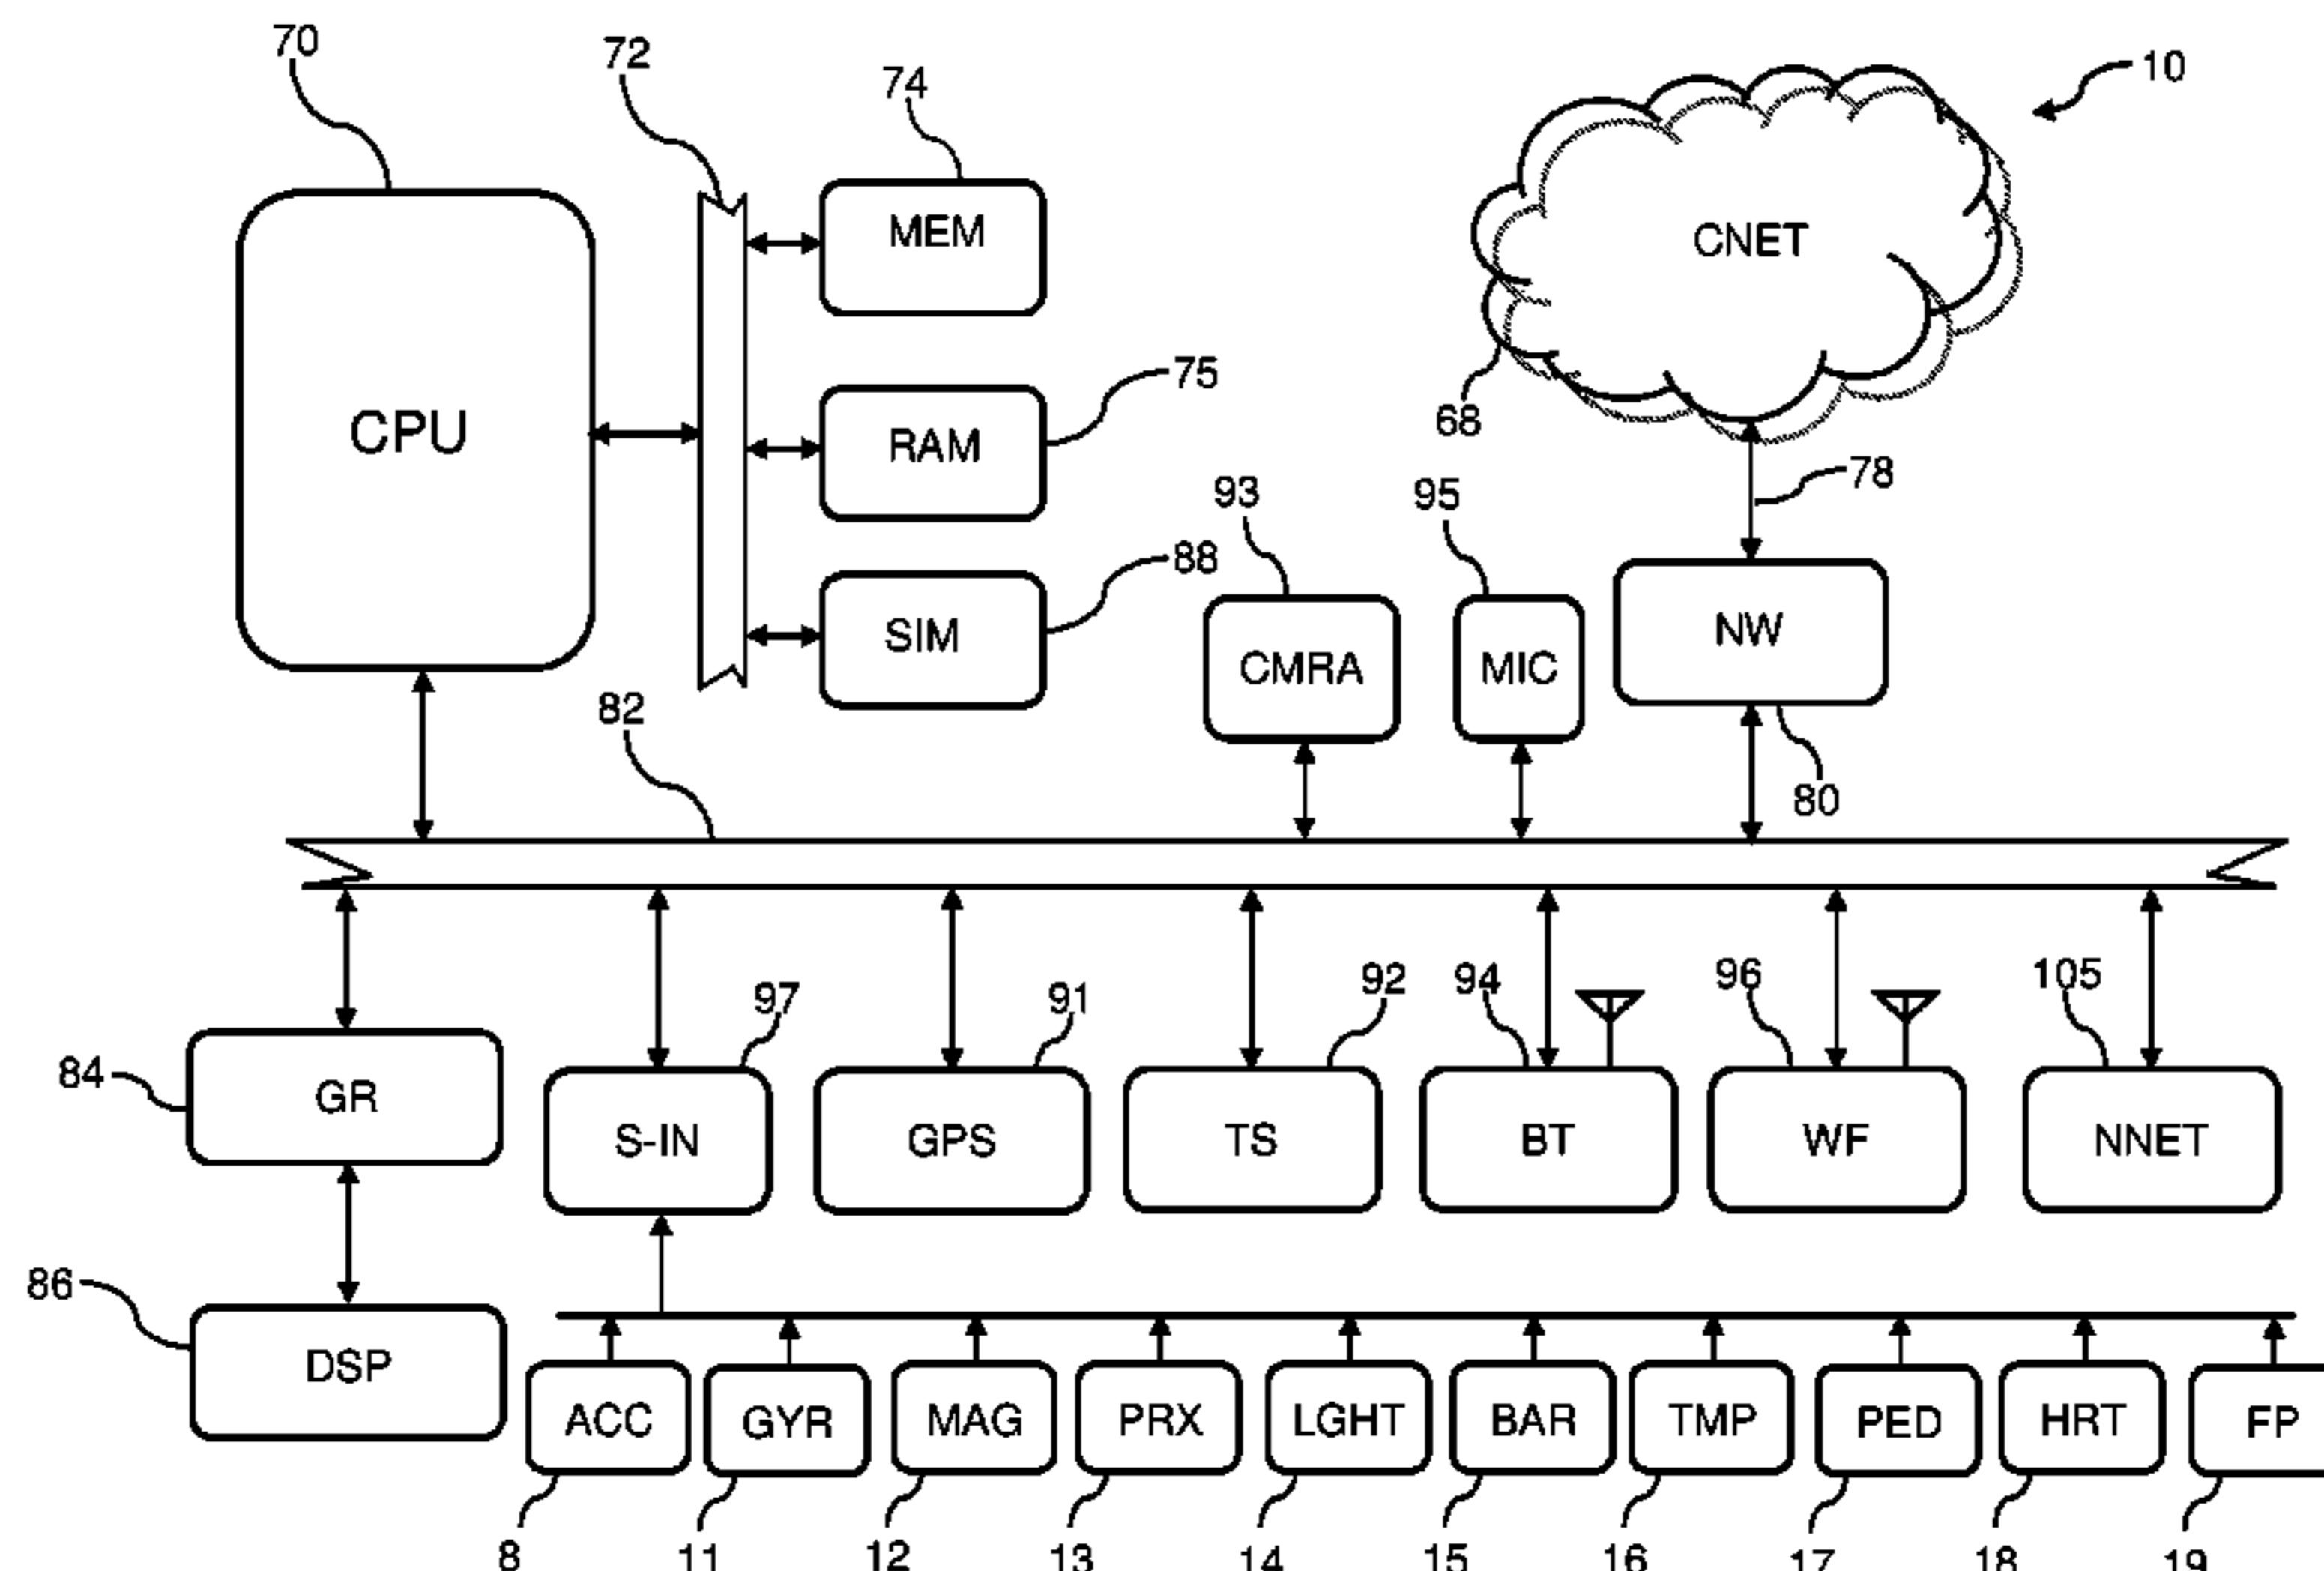 70
72
74
10
MEM
CNET
CPU
75
RAM
68
78
93
95
88
SIM
CMRA
MIC
NW
82
80
97
91
92
94
96
105
84
GR
S-IN
GPS
TS
BT
WF
NNET
86
DSP
ACC
GYR
MAG
PRX
LGHT
BAR
TMP
PED
HRT
FP
8
11
12
13
14
15
16
17
18
19